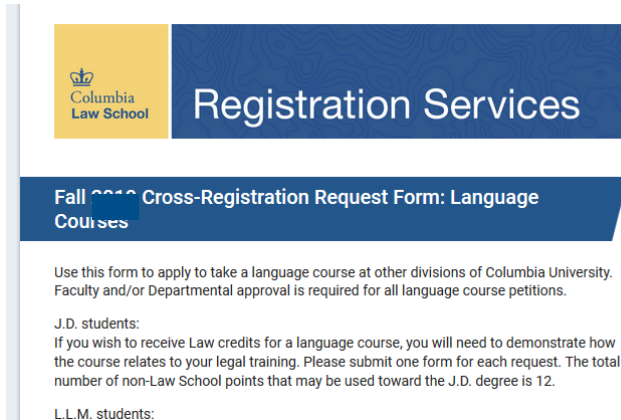 Columbia
Law School
Registration Services
Fall Cross-Registration Request Form: Language
Courses
Use this form to apply to take a language course at other divisions of Columbia University.
Faculty and/or Departmental approval is required for all language course petitions.
J.D. students:
If you wish to receive Law credits for a language course, you will need to demonstrate how
the course relates to your legal training. Please submit one form for each request. The total
number of non-Law School points that may be used toward the J.D. degree is 12.
L.L.M. students: